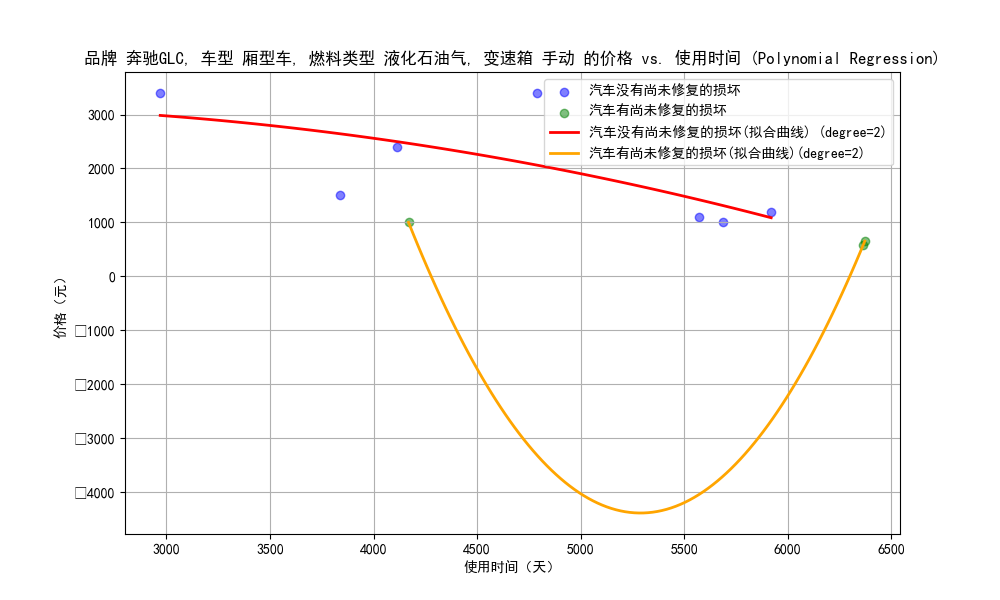 品牌 奔驰GLC, 车型 厢型车, 燃料类型 液化石油气, 变速箱 手动 的价格 vs. 使用时间 (Polynomial Regression)
汽车没有尚未修复的损坏
汽车有尚未修复的损坏
汽车没有尚未修复的损坏(拟合曲线) (degree=2)
汽车有尚未修复的损坏(拟合曲线)(degree=2)
价格（元）
3000
2000
1000
0
□1000
□2000
□3000
□4000
3000 3500 4000 4500 5000 5500 6000 6500
使用时间（天）